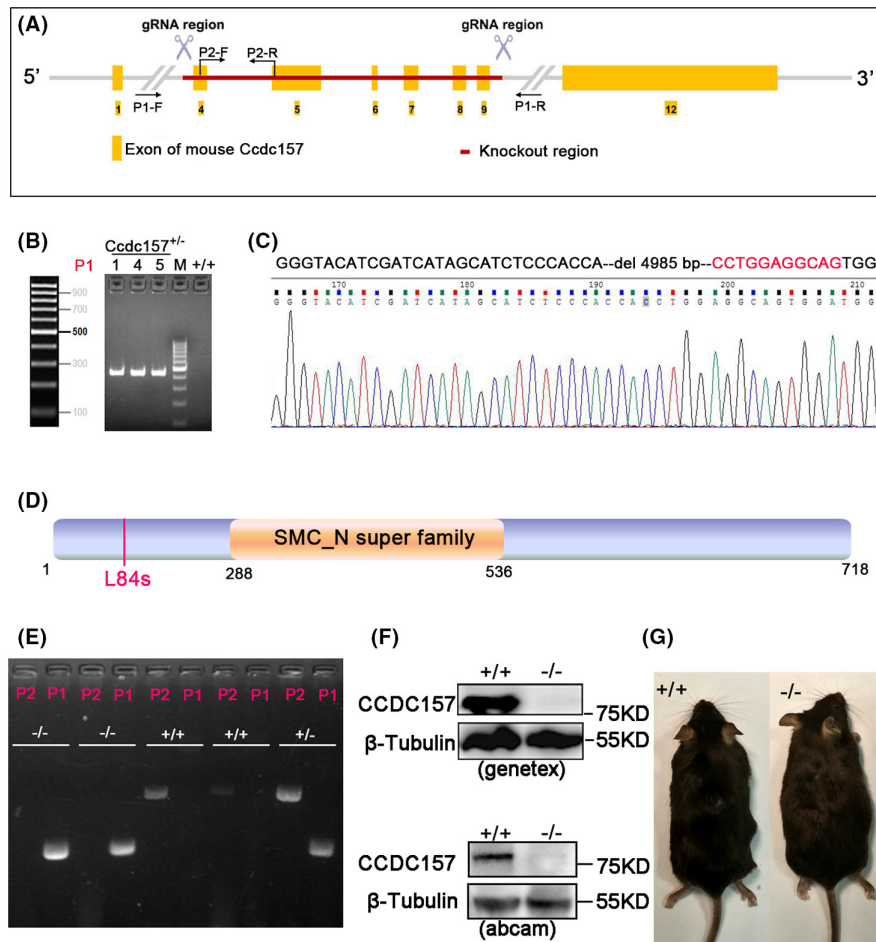 (A)
gRNA region
gRNA region
P2-F
P2-R
5'
3'
P1-F
P1-R
1
4
5
6
7
8
9
12
Exon of mouse Ccdc157
Knockout region
(B)
Ccdc157+/-
P1
1 4 5 M +/+
900
700
500
300
100
(C)
GGGTACATCGATCATAGCATCTCCCACCA--del 4985 bp--CCTGGAGGCAGTGG
170 180 190 200 210
G G G T A C A T C G A T C A T A G C A T C T C C C A C C A C C T G G A G G C A G T G G
(D)
SMC_N super family
1
L84s
288
536
718
(E)
P2 P1 P2 P1 P2 P1 P2 P1 P2 P1
-/- -/- +/+ +/+ +/-
(F)
+/+ -/-
CCDC157
75KD
β-Tubulin
55KD
(genetex)
+/+ -/-
CCDC157
75KD
β-Tubulin
55KD
(abcam)
(G)
+/+
-/-